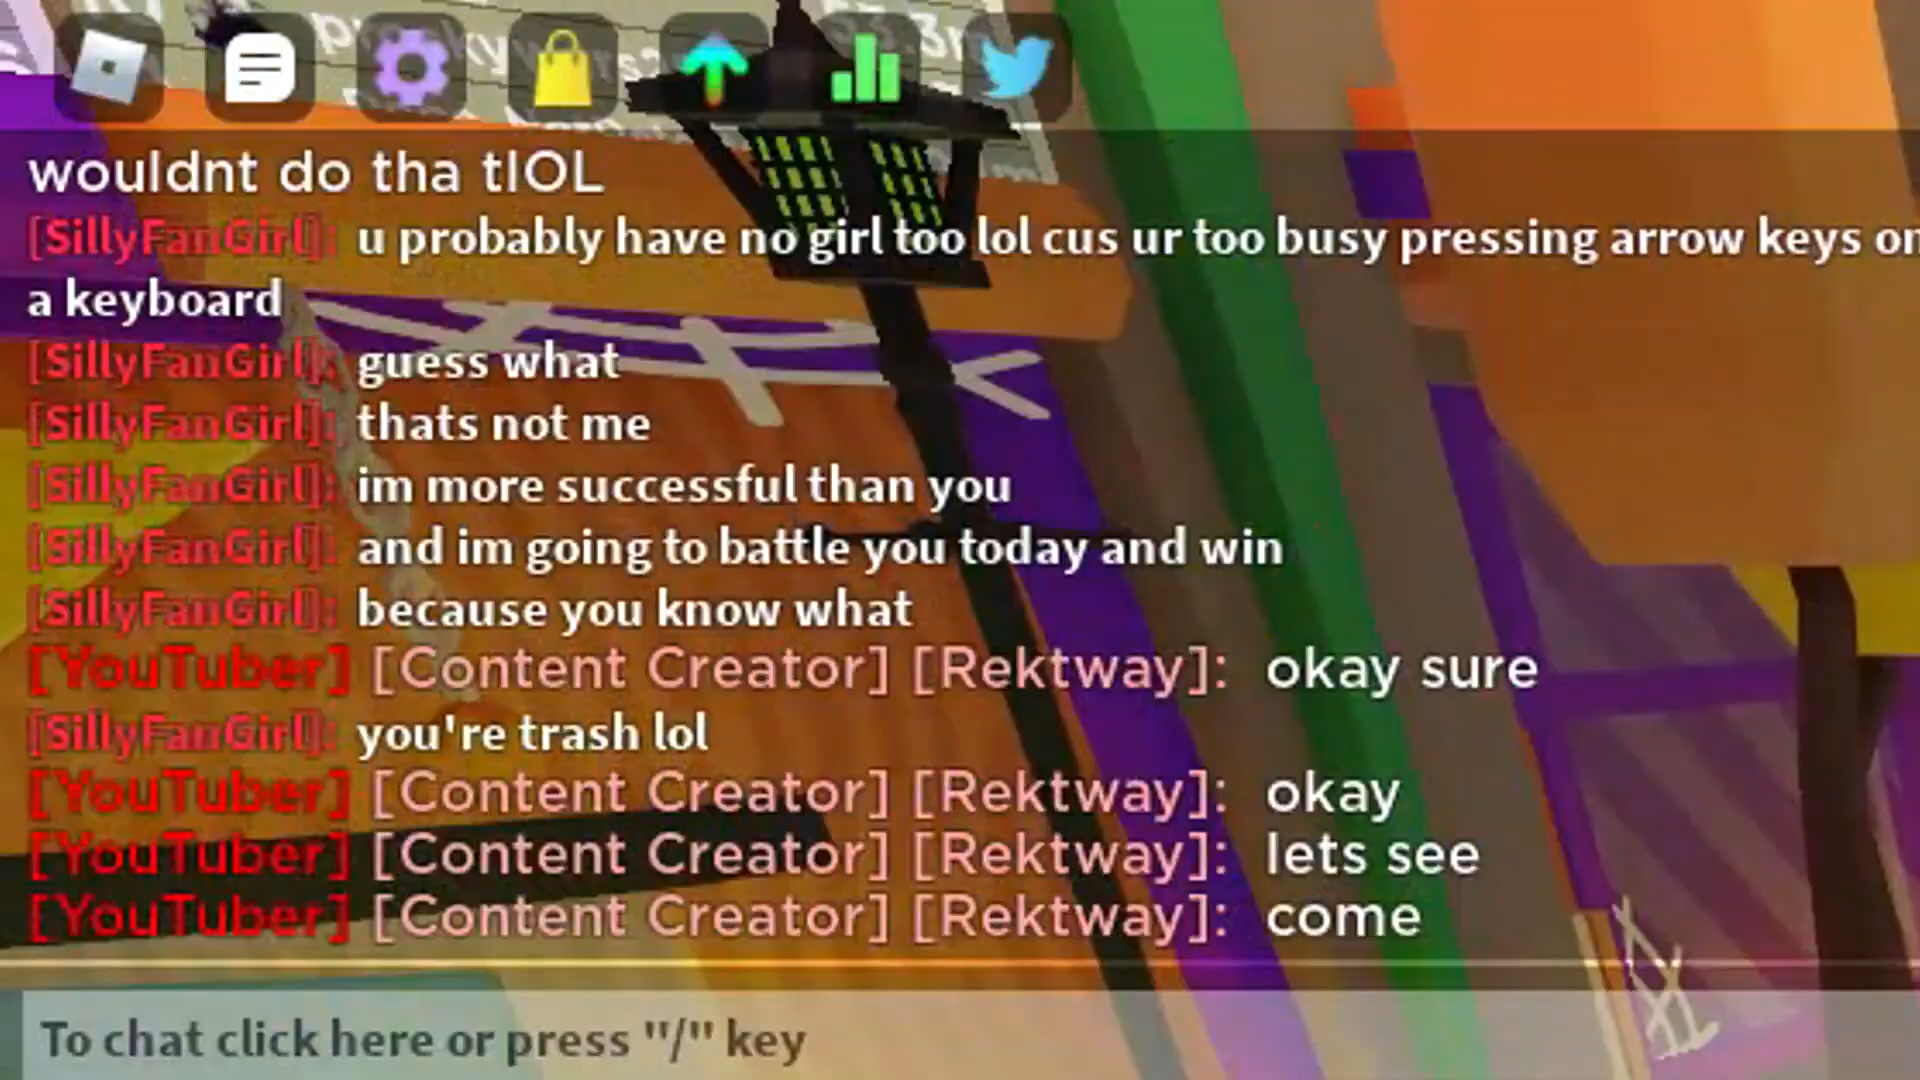 wouldnt do tha tlOL
[SillyFanGirl]: u probably have no girl too lol cus ur too busy pressing arrow keys on
a keyboard
[SillyFanGirl]: guess what
[SillyFanGirl]: thats not me
[SillyFanGirl]: im more successful than you
[SillyFanGirl]: and im going to battle you today and win
[SillyFanGirl]: because you know what
[YouTuber] [Content Creator] [Rektway]: okay sure
[SillyFanGirl]: you're trash lol
[YouTuber] [Content Creator] [Rektway]: okay
[YouTuber] [Content Creator] [Rektway]: lets see
[YouTuber] [Content Creator] [Rektway]: come
To chat click here or press "/" key